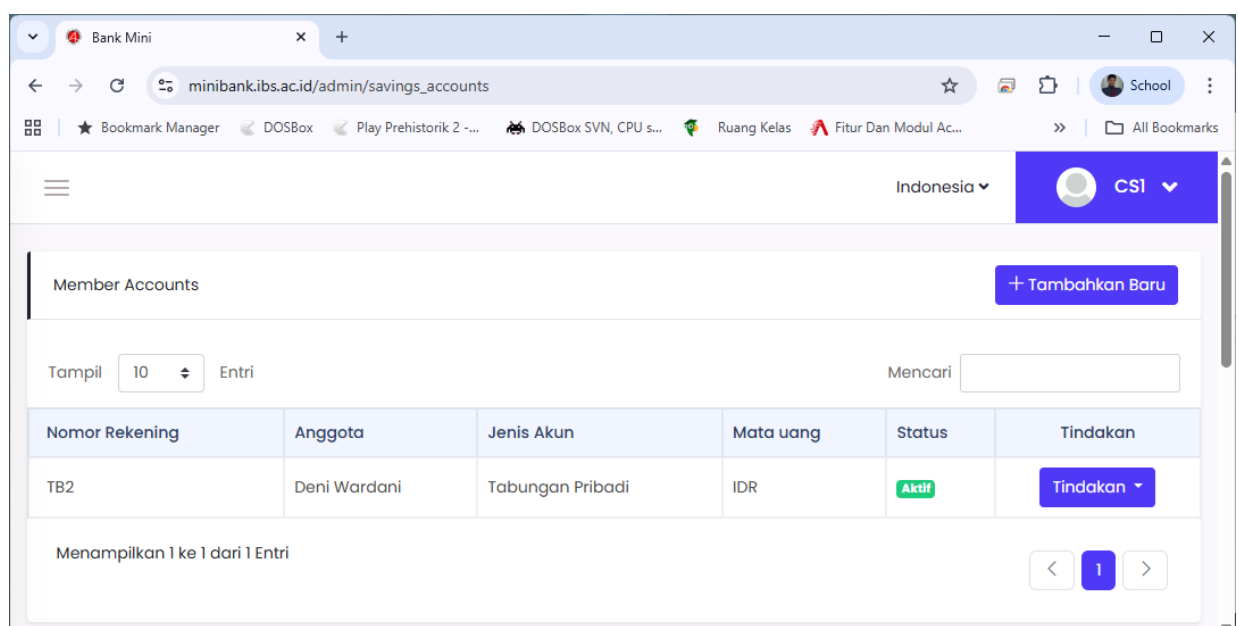 Bank Mini
minibank.ibs.ac.id/admin/savings_accounts School
Bookmark Manager DOSBox Play Prehistorik 2 -... DOSBox SVN, CPU s... Ruang Kelas Fitur Dan Modul Ac... » All Bookmarks
Indonesia CS1
Member Accounts + Tambahkan Baru
Tampil 10 Entri Mencari
Nomor Rekening Anggota Jenis Akun Mata uang Status Tindakan
TB2 Deni Wardani Tabungan Pribadi IDR Aktif Tindakan
Menampilkan 1 ke 1 dari 1 Entri
< 1 >